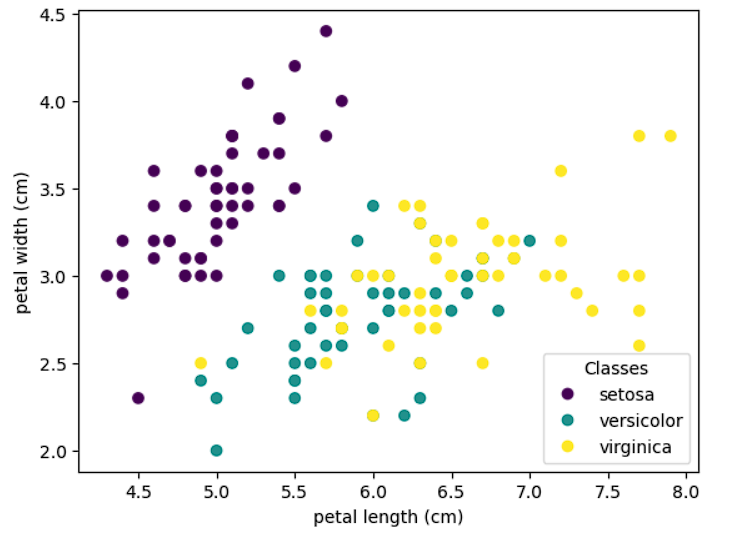 4.5
4.0
3.5
3.0
2.5
2.0
petal width (cm)
Classes
setosa
versicolor
virginica
4.5 5.0 5.5 6.0 6.5 7.0 7.5 8.0
petal length (cm)